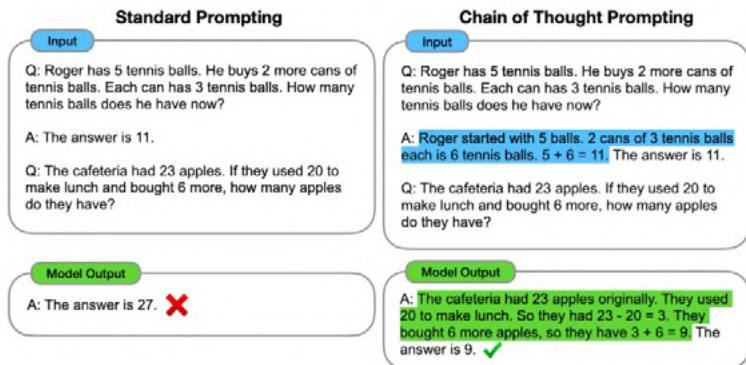 Standard Prompting
Input
Q: Roger has 5 tennis balls. He buys 2 more cans of
tennis balls. Each can has 3 tennis balls. How many
tennis balls does he have now?
A: The answer is 11.
Q: The cafeteria had 23 apples. If they used 20 to
make lunch and bought 6 more, how many apples
do they have?
Model Output
A: The answer is 27.
Chain of Thought Prompting
Input
Q: Roger has 5 tennis balls. He buys 2 more cans of
tennis balls. Each can has 3 tennis balls. How many
tennis balls does he have now?
A: Roger started with 5 balls. 2 cans of 3 tennis balls
each is 6 tennis balls. 5 + 6 = 11. The answer is 11.
Q: The cafeteria had 23 apples. If they used 20 to
make lunch and bought 6 more, how many apples
do they have?
Model Output
A: The cafeteria had 23 apples originally. They used
20 to make lunch. So they had 23 - 20 = 3. They
bought 6 more apples, so they have 3 + 6 = 9. The
answer is 9.